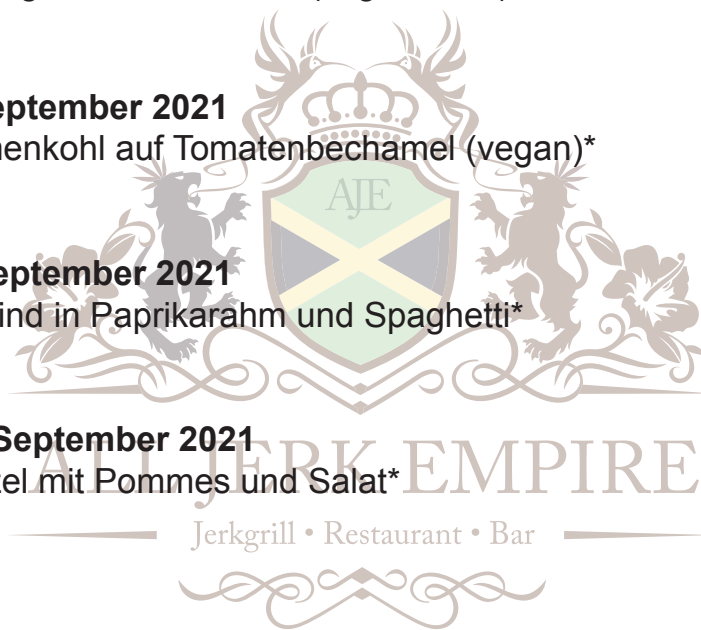 eptember 2021
enkohl auf Tomatenbechamel (vegan)*
AJE
eptember 2021
ind in Paprikarahm und Spaghetti*
September 2021
tel mit Pommes und Salat*
ALL JERK EMPIRE
Jerkgrill • Restaurant • Bar